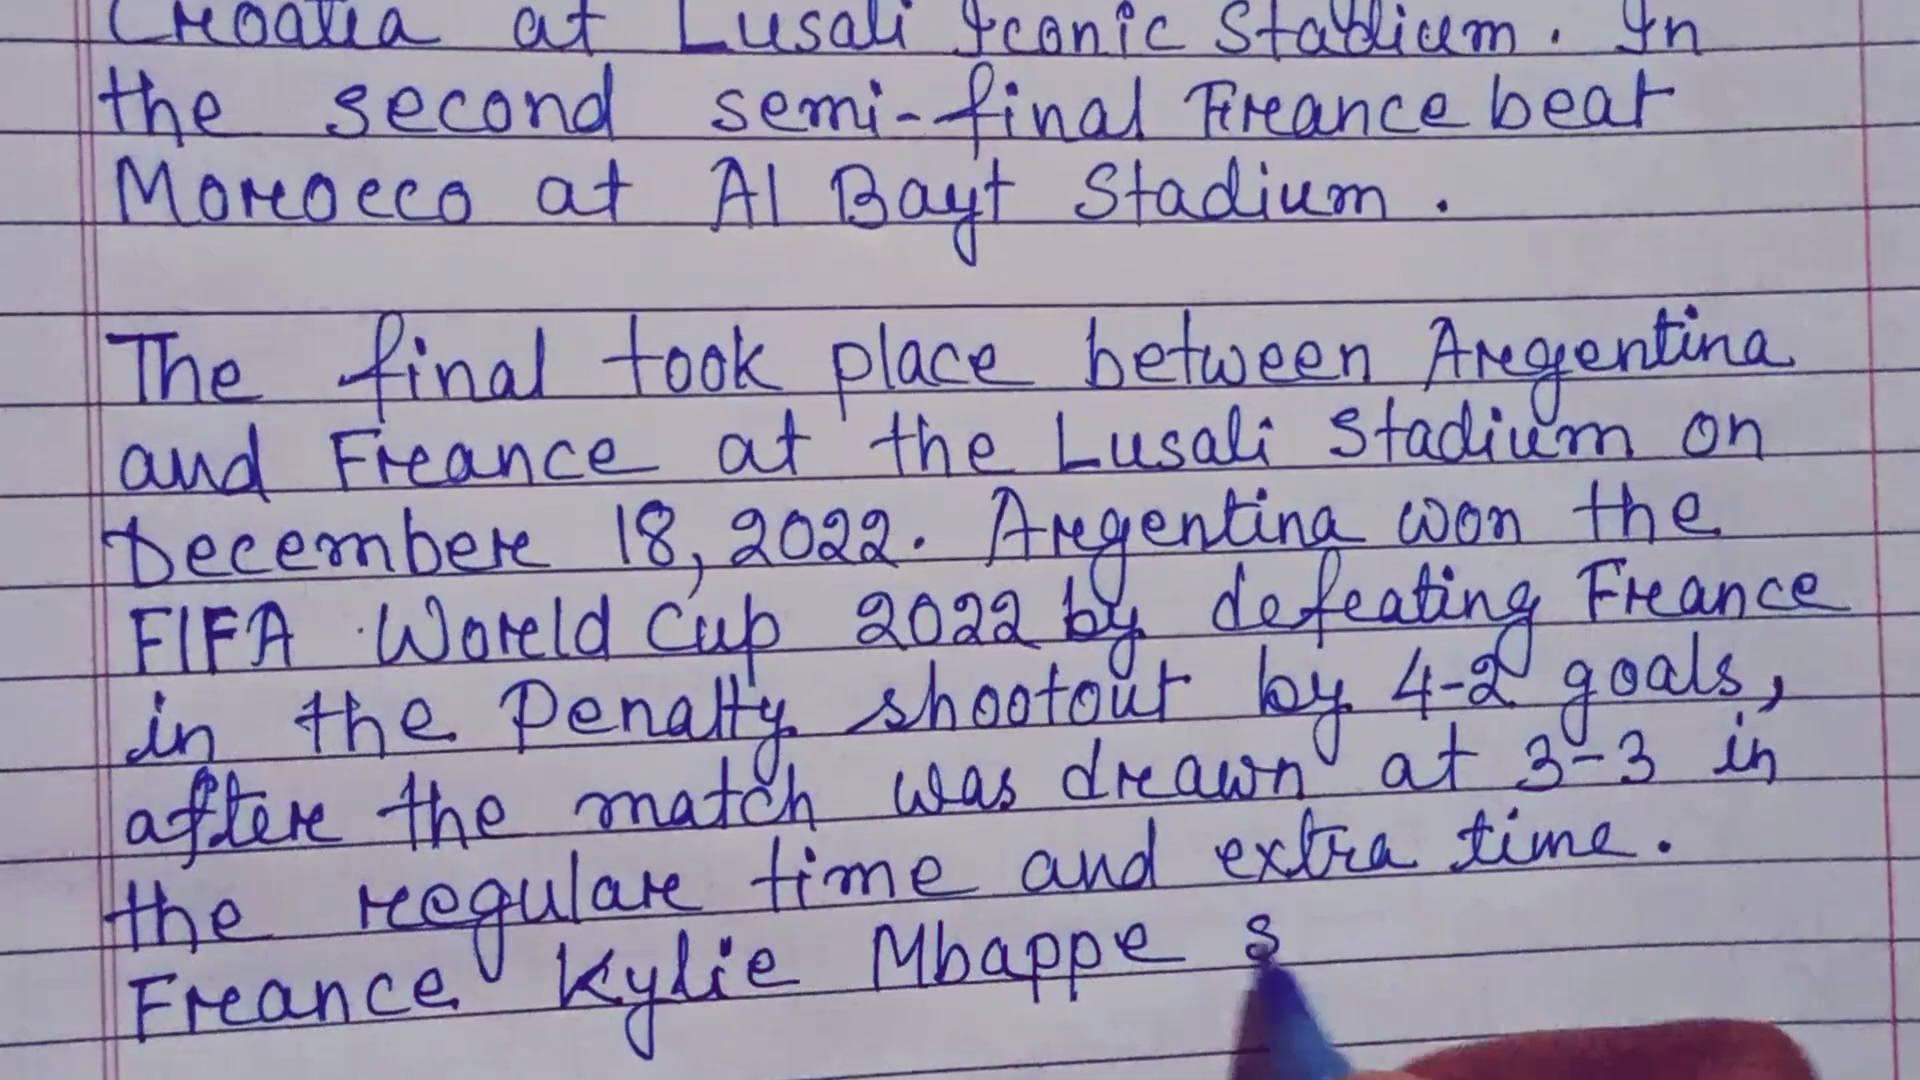 Croatia at Lusali Iconic Stadium. In
the second semi-final France beat
Morocco at Al Bayt Stadium.
The final took place between Argentina
and France at the Lusali Stadium on
December 18, 2022. Argentina won the
FIFA World Cup 2022 by defeating France
in the Penalty shootout by 4-2 goals,
after the match was drawn at 3-3 in
the regular time and extra time.
France Kylie Mbappe s